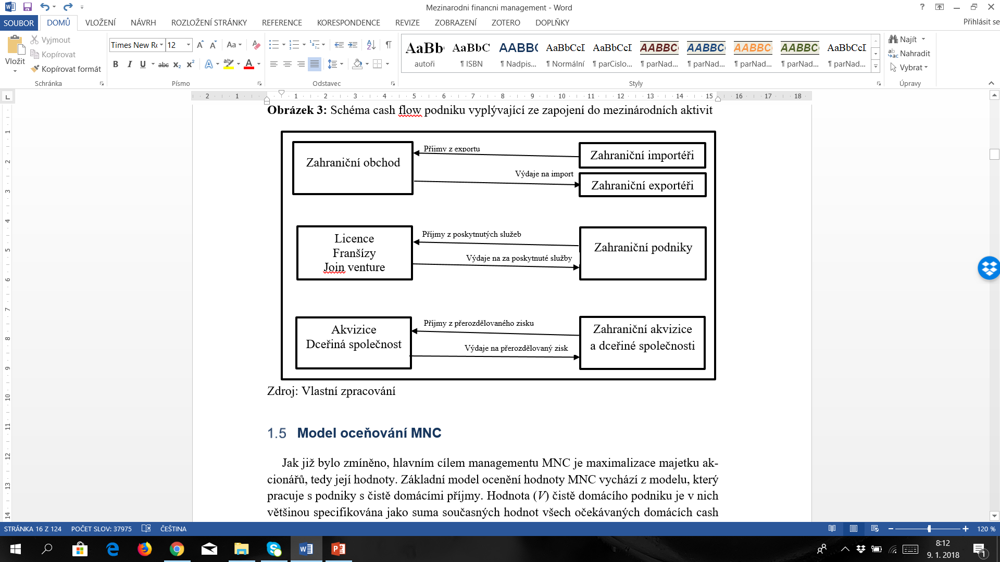 Mezinarodni financni management - Word
?
SOUBOR DOMŮ VLOŽENÍ NÁVRH ROZLOŽENÍ STRÁNKY REFERENCE KORESPONDENCE REVIZE ZOBRAZENÍ ZOTERO DOPLŇKY Přihlásit se
Vložit
Vyjmout
Kopírovat
Kopírovat formát
Schránka
Times New Rc 12
Aa
B I U abc x₂ x² A ab A
Písmo
Odstavec
AaBb AABBC AABBC AaBbCcI AaBbCcI AABBC AABBC AABBC AABBC AaBbCcI
autoři ¶ ISBN ¶ Nadpis... ¶ Normální ¶ parCislo... ¶ parNad... ¶ parNad... ¶ parNad... ¶ parNad... ¶ parNad...
Styly
Najít
Nahradit
Vybrat
Úpravy
2 1 1 2 3 4 5 6 7 8 9 10 11 12 13 14 15 16 17 18
1 2 3 4 5 6 7 8 9 10 11 12 13 14
Obrázek 3: Schéma cash flow podniku vyplývající ze zapojení do mezinárodních aktivit
Zahraniční obchod
Příjmy z exportu
Zahraniční importéři
Výdaje na import
Zahraniční exportéři
Licence
Franšízy
Join venture
Příjmy z poskytnutých služeb
Výdaje na za poskytnuté služby
Zahraniční podniky
Akvizice
Dceřiná společnost
Příjmy z přerozdělovaného zisku
Výdaje na přerozdělovaný zisk
Zahraniční akvizice
a dceřiné společnosti
Zdroj: Vlastní zpracování
1.5 Model oceňování MNC
Jak již bylo zmíněno, hlavním cílem managementu MNC je maximalizace majetku ak-
cionářů, tedy její hodnoty. Základní model ocenění hodnoty MNC vychází z modelu, který
pracuje s podniky s čistě domácími příjmy. Hodnota (V) čistě domácího podniku je v nich
většinou specifikována jako suma současných hodnot všech očekávaných domácích cash
STRÁNKA 16 Z 124 POČET SLOV: 37975 ČEŠTINA 120 %
8:12
9. 1. 2018
1